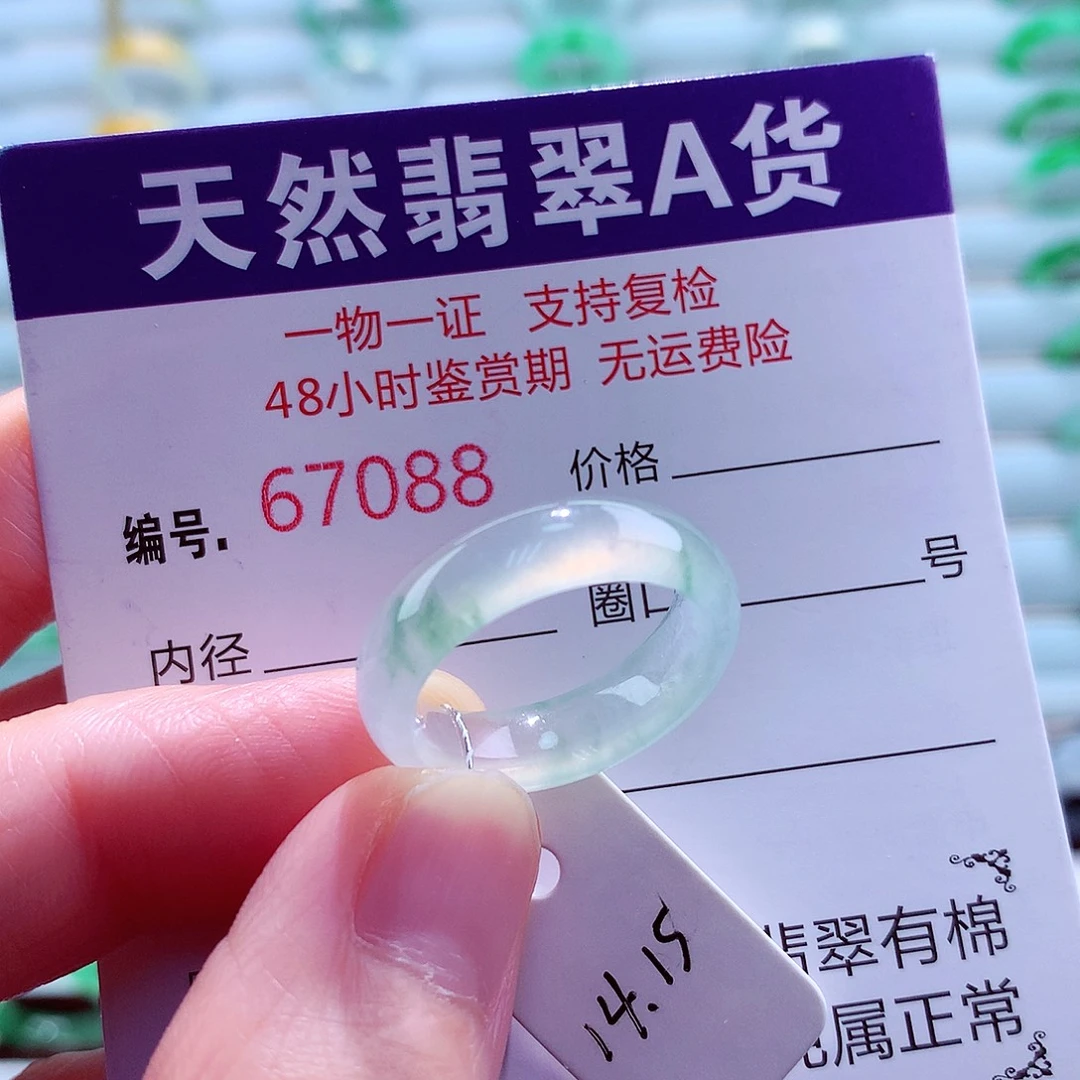 天然翡翠A货
一物一证 支持复检
48小时鉴赏期 无运费险
编号. 67088 价格
内径 圈口 号
翡翠有棉
属正常
14.15